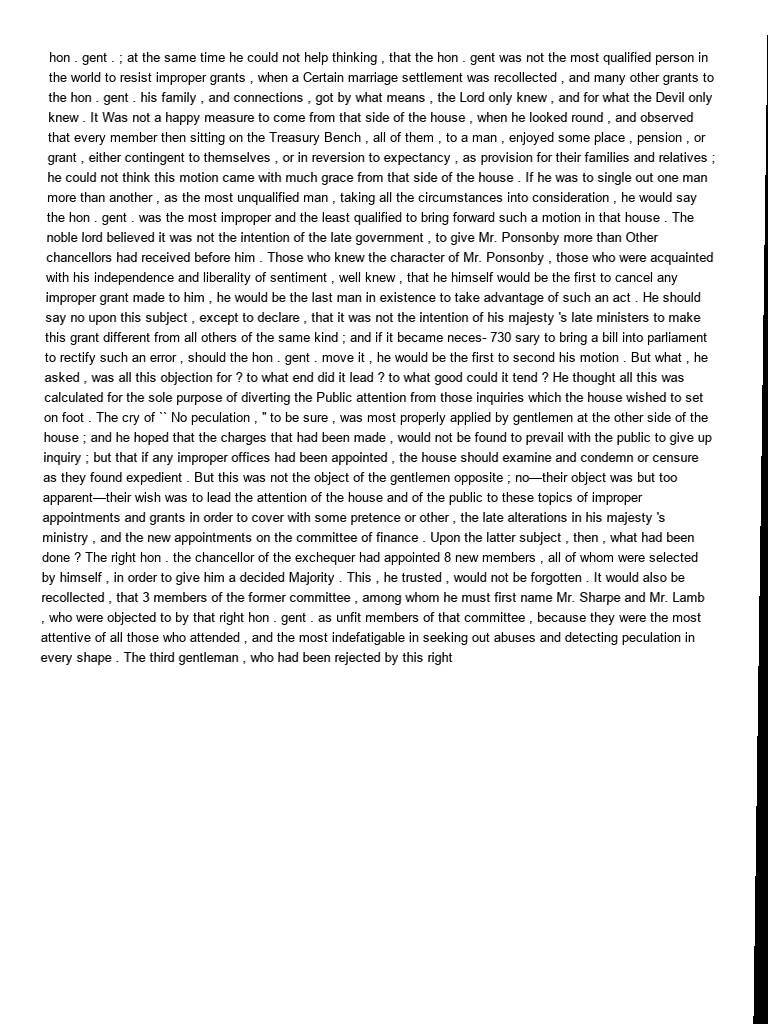 hon . gent . ; at the same time he could not help thinking , that the hon . gent was not the most qualified person in
the world to resist improper grants , when a Certain marriage settlement was recollected , and many other grants to
the hon . gent . his family , and connections , got by what means , the Lord only knew , and for what the Devil only
knew . It Was not a happy measure to come from that side of the house , when he looked round , and observed
that every member then sitting on the Treasury Bench , all of them , to a man , enjoyed some place , pension , or
grant , either contingent to themselves , or in reversion to expectancy , as provision for their families and relatives ;
he could not think this motion came with much grace from that side of the house . If he was to single out one man
more than another , as the most unqualified man , taking all the circumstances into consideration , he would say
the hon . gent . was the most improper and the least qualified to bring forward such a motion in that house . The
noble lord believed it was not the intention of the late government , to give Mr. Ponsonby more than Other
chancellors had received before him . Those who knew the character of Mr. Ponsonby , those who were acquainted
with his independence and liberality of sentiment , well knew , that he himself would be the first to cancel any
improper grant made to him , he would be the last man in existence to take advantage of such an act . He should
say no upon this subject , except to declare , that it was not the intention of his majesty 's late ministers to make
this grant different from all others of the same kind ; and if it became neces- 730 sary to bring a bill into parliament
to rectify such an error , should the hon . gent . move it , he would be the first to second his motion . But what , he
asked , was all this objection for ? to what end did it lead ? to what good could it tend ? He thought all this was
calculated for the sole purpose of diverting the Public attention from those inquiries which the house wished to set
on foot . The cry of `` No peculation , " to be sure , was most properly applied by gentlemen at the other side of the
house ; and he hoped that the charges that had been made , would not be found to prevail with the public to give up
inquiry ; but that if any improper offices had been appointed , the house should examine and condemn or censure
as they found expedient . But this was not the object of the gentlemen opposite ; no—their object was but too
apparent—their wish was to lead the attention of the house and of the public to these topics of improper
appointments and grants in order to cover with some pretence or other , the late alterations in his majesty 's
ministry , and the new appointments on the committee of finance . Upon the latter subject , then , what had been
done ? The right hon . the chancellor of the exchequer had appointed 8 new members , all of whom were selected
by himself , in order to give him a decided Majority . This , he trusted , would not be forgotten . It would also be
recollected , that 3 members of the former committee , among whom he must first name Mr. Sharpe and Mr. Lamb
, who were objected to by that right hon . gent . as unfit members of that committee , because they were the most
attentive of all those who attended , and the most indefatigable in seeking out abuses and detecting peculation in
every shape . The third gentleman , who had been rejected by this right